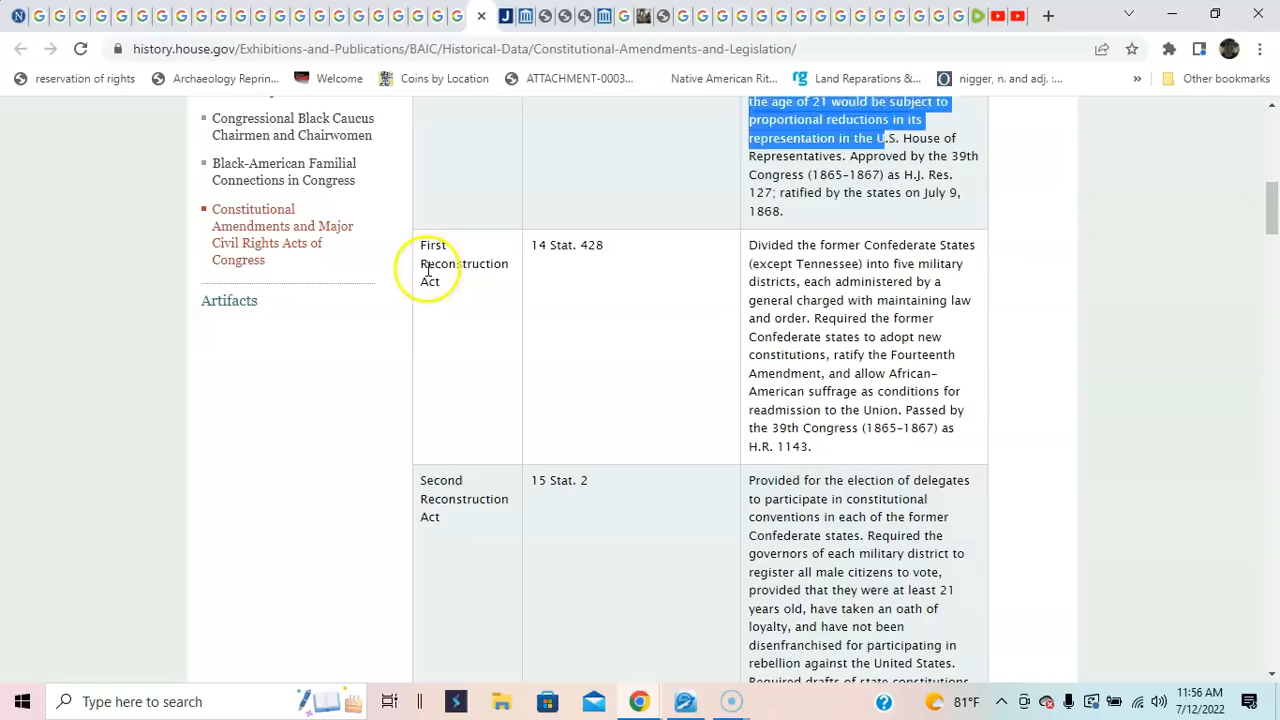 history.house.gov/Exhibitions-and-Publications/BAIC/Historical-Data/Constitutional-Amendments-and-Legislation/
reservation of rights
Archaeology Reprin...
Welcome
Coins by Location
ATTACHMENT-0003...
Native American Rit...
Land Reparations &...
nigger, n. and adj. :...
»
Other bookmarks
Congressional Black Caucus
Chairmen and Chairwomen
Black-American Familial
Connections in Congress
Constitutional
Amendments and Major
Civil Rights Acts of
Congress
Artifacts
the age of 21 would be subject to
proportional reductions in its
representation in the U.S. House of
Representatives. Approved by the 39th
Congress (1865–1867) as H.J. Res.
127; ratified by the states on July 9,
1868.
First
Reconstruction
Act
14 Stat. 428
Divided the former Confederate States
(except Tennessee) into five military
districts, each administered by a
general charged with maintaining law
and order. Required the former
Confederate states to adopt new
constitutions, ratify the Fourteenth
Amendment, and allow African-
American suffrage as conditions for
readmission to the Union. Passed by
the 39th Congress (1865–1867) as
H.R. 1143.
Second
Reconstruction
Act
15 Stat. 2
Provided for the election of delegates
to participate in constitutional
conventions in each of the former
Confederate states. Required the
governors of each military district to
register all male citizens to vote,
provided that they were at least 21
years old, have taken an oath of
loyalty, and have not been
disenfranchised for participating in
rebellion against the United States.
Required drafts of state constitutions
Type here to search
81°F
11:56 AM
7/12/2022